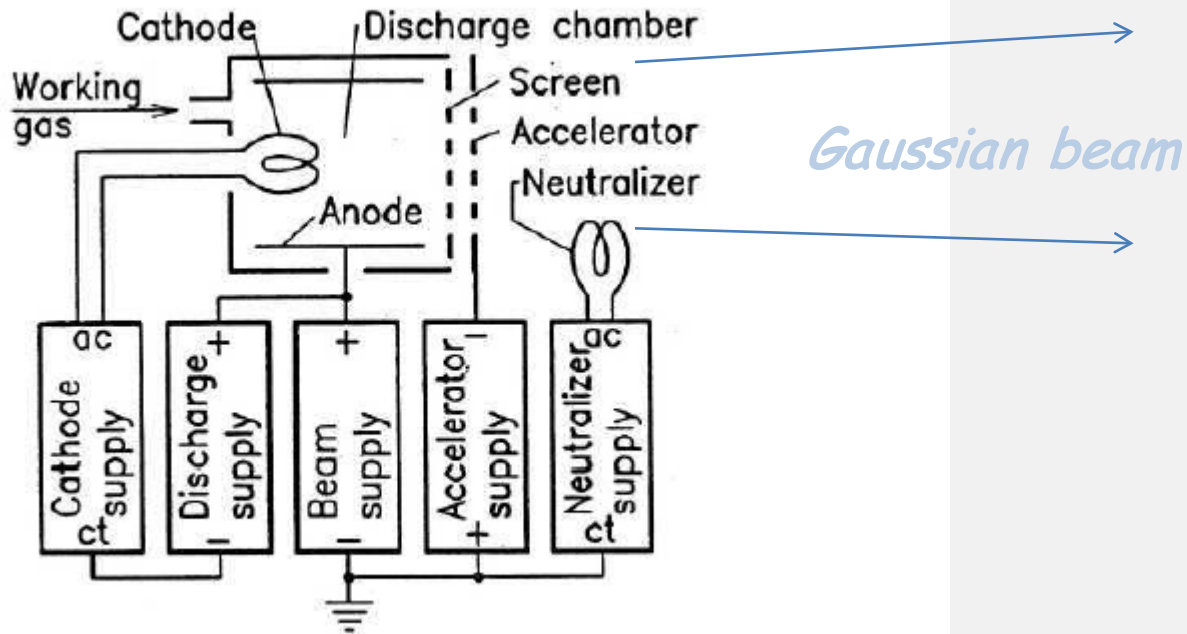 Cathode
Discharge chamber
Working
gas
Screen
Accelerator
Gaussian beam
Neutralizer
Anode
ac
+
+
-
ac
Cathode
supply
Discharge
supply
Beam
supply
Accelerator
supply
Neutralizer
supply
ct
-
-
+
ct